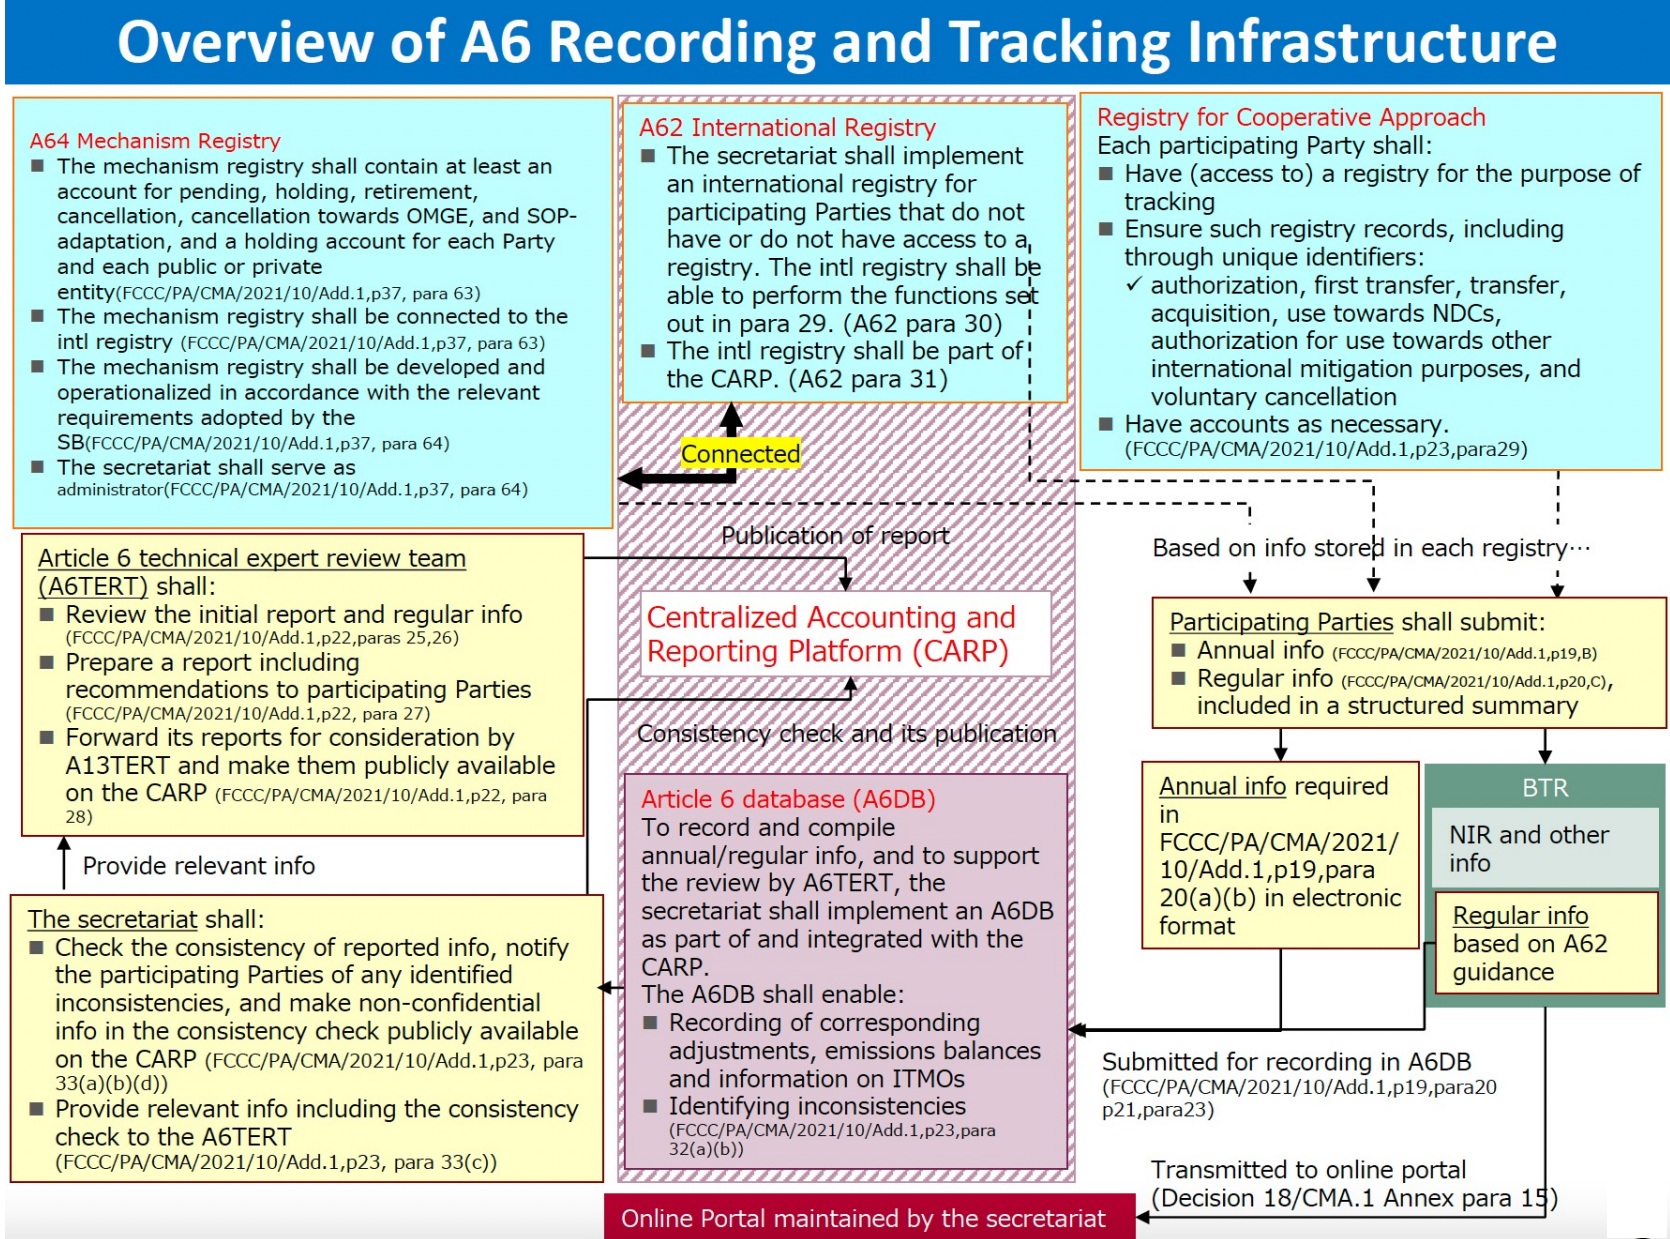 Overview of A6 Recording and Tracking Infrastructure
A64 Mechanism Registry
■ The mechanism registry shall contain at least an
account for pending, holding, retirement,
cancellation, cancellation towards OMGE, and SOP-
adaptation, and a holding account for each Party
and each public or private
entity(FCCC/PA/CMA/2021/10/Add.1,p37, para 63)
■ The mechanism registry shall be connected to the
intl registry (FCCC/PA/CMA/2021/10/Add.1,p37, para 63)
■ The mechanism registry shall be developed and
operationalized in accordance with the relevant
requirements adopted by the
SB(FCCC/PA/CMA/2021/10/Add.1,p37, para 64)
■ The secretariat shall serve as
administrator(FCCC/PA/CMA/2021/10/Add.1,p37, para 64)
A62 International Registry
■ The secretariat shall implement
an international registry for
participating Parties that do not
have or do not have access to a
registry. The intl registry shall be
able to perform the functions set
out in para 29. (A62 para 30)
■ The intl registry shall be part of
the CARP. (A62 para 31)
Registry for Cooperative Approach
Each participating Party shall:
■ Have (access to) a registry for the purpose of
tracking
■ Ensure such registry records, including
through unique identifiers:
✓ authorization, first transfer, transfer,
acquisition, use towards NDCs,
authorization for use towards other
international mitigation purposes, and
voluntary cancellation
■ Have accounts as necessary.
(FCCC/PA/CMA/2021/10/Add.1,p23,para29)
Connected
Publication of report
Based on info stored in each registry⋯
Article 6 technical expert review team
(A6TERT) shall:
■ Review the initial report and regular info
(FCCC/PA/CMA/2021/10/Add.1,p22,paras 25,26)
■ Prepare a report including
recommendations to participating Parties
(FCCC/PA/CMA/2021/10/Add.1,p22, para 27)
■ Forward its reports for consideration by
A13TERT and make them publicly available
on the CARP (FCCC/PA/CMA/2021/10/Add.1,p22, para
28)
Centralized Accounting and
Reporting Platform (CARP)
Participating Parties shall submit:
■ Annual info (FCCC/PA/CMA/2021/10/Add.1,p19,B)
■ Regular info (FCCC/PA/CMA/2021/10/Add.1,p20,C),
included in a structured summary
Consistency check and its publication
Provide relevant info
The secretariat shall:
■ Check the consistency of reported info, notify
the participating Parties of any identified
inconsistencies, and make non-confidential
info in the consistency check publicly available
on the CARP (FCCC/PA/CMA/2021/10/Add.1,p23, para
33(a)(b)(d))
■ Provide relevant info including the consistency
check to the A6TERT
(FCCC/PA/CMA/2021/10/Add.1,p23, para 33(c))
Article 6 database (A6DB)
To record and compile
annual/regular info, and to support
the review by A6TERT, the
secretariat shall implement an A6DB
as part of and integrated with the
CARP.
The A6DB shall enable:
■ Recording of corresponding
adjustments, emissions balances
and information on ITMOs
■ Identifying inconsistencies
(FCCC/PA/CMA/2021/10/Add.1,p23,para
32(a)(b))
Annual info required
in
FCCC/PA/CMA/2021/
10/Add.1,p19,para
20(a)(b) in electronic
format
BTR
NIR and other
info
Regular info
based on A62
guidance
Submitted for recording in A6DB
(FCCC/PA/CMA/2021/10/Add.1,p19,para20
p21,para23)
Transmitted to online portal
(Decision 18/CMA.1 Annex para 15)
Online Portal maintained by the secretariat